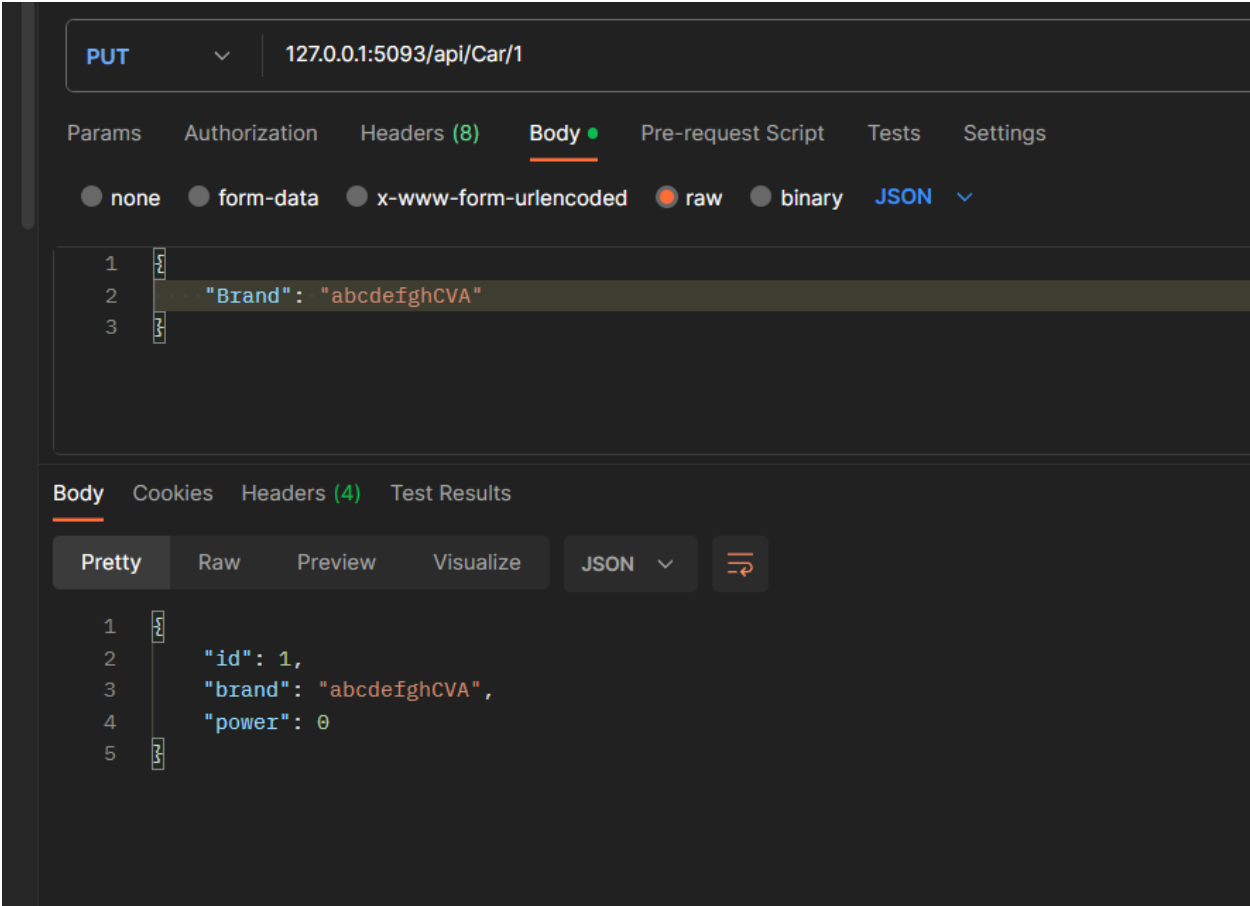 PUT 127.0.0.1:5093/api/Car/1
Params Authorization Headers (8) Body Pre-request Script Tests Settings
none form-data x-www-form-urlencoded raw binary JSON
1 {
2 "Brand": "abcdefghCVA"
3 }
Body Cookies Headers (4) Test Results
Pretty Raw Preview Visualize JSON
1 {
2 "id": 1,
3 "brand": "abcdefghCVA",
4 "power": 0
5 }